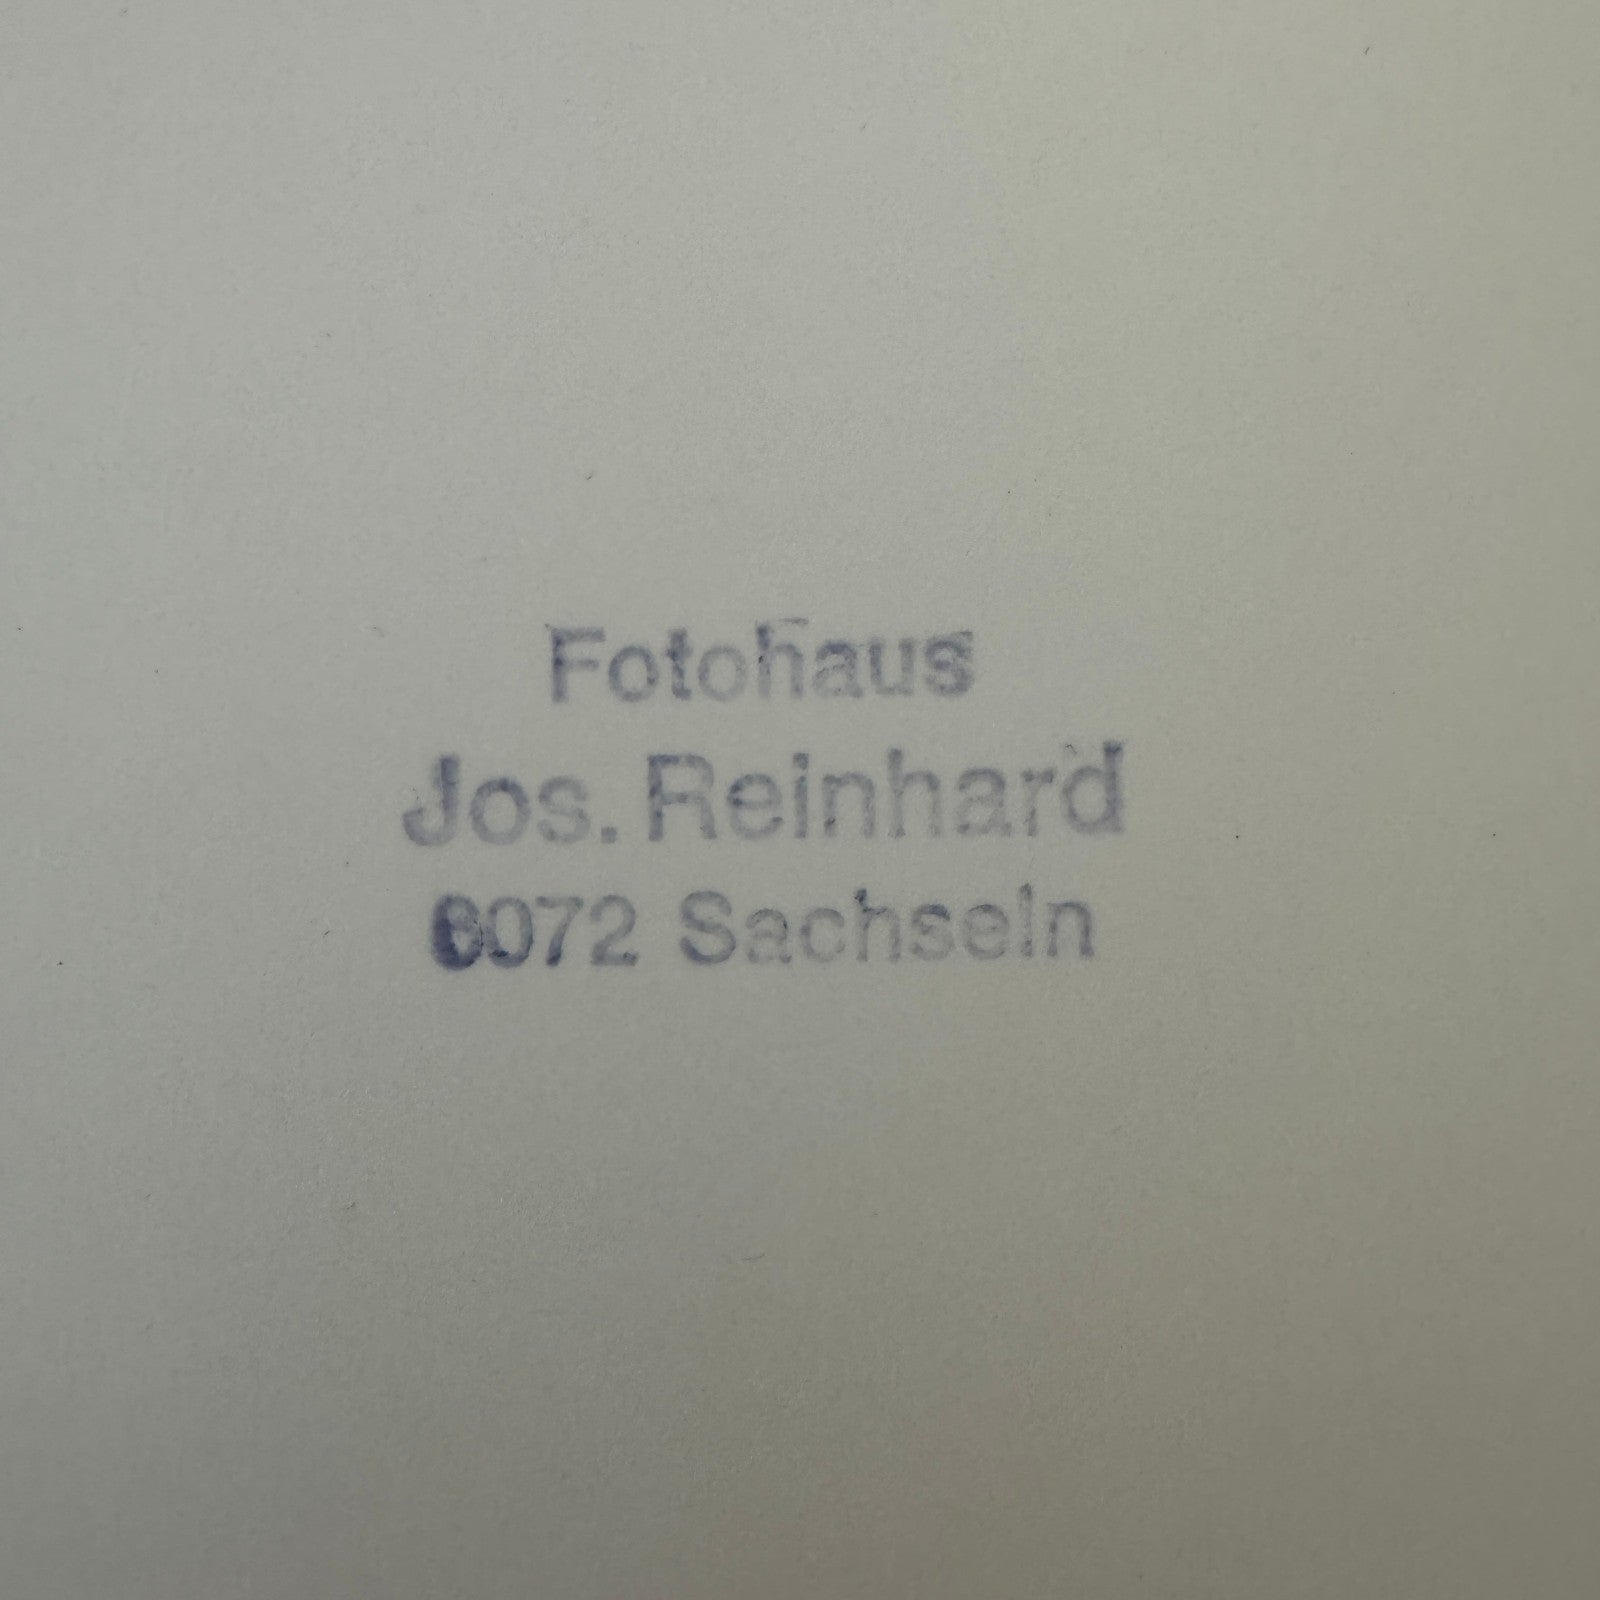 Fotohaus
Jos. Reinhard
6072 Sachseln